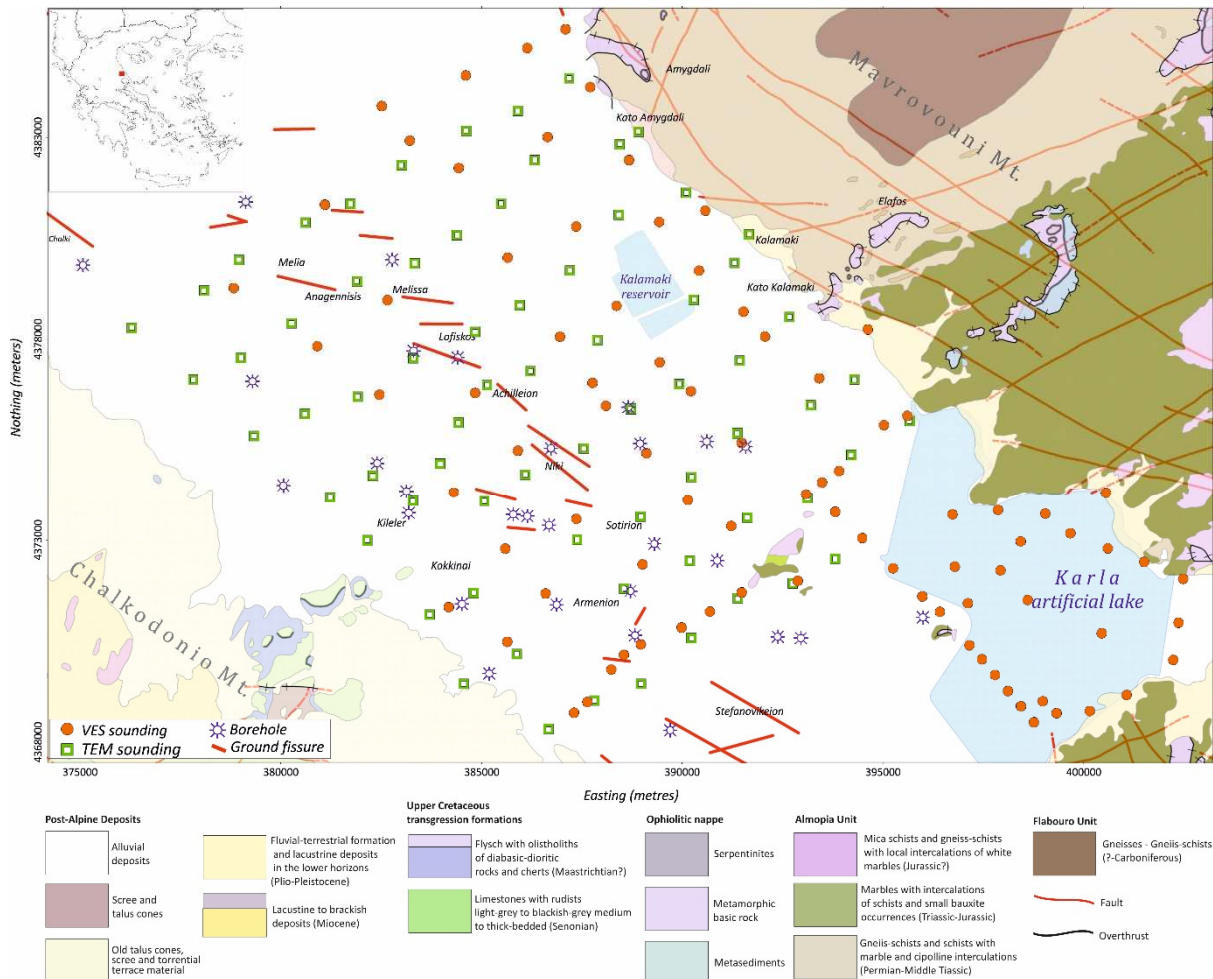 Amygdali
Mavrovouni Mt.
Kato Amygdali
4383000
Elafos
Chalki
Kalamaki
Melia
Kalamaki
reservoir
Anagennisis
Melissa
Kato Kalamaki
4378000
Lofiskos
Nothing (meters)
Achilleion
Niki
Kileler
Sotirion
4373000
Kokkinai
Karla
artificial lake
Armenion
Chalkodonio Mt.
Stefanovikeion
VES sounding
Borehole
TEM sounding
Ground fissure
4368000
375000
380000
385000
390000
395000
400000
Easting (metres)
Post-Alpine Deposits
Alluvial
deposits
Scree and
talus cones
Old talus cones,
scree and torrential
terrace material
Fluvial-terrestrial formation
and lacustrine deposits
in the lower horizons
(Plio-Pleistocene)
Lacustine to brackish
deposits (Miocene)
Upper Cretaceous
transgression formations
Flysch with olistholiths
of diabasic-dioritic
rocks and cherts (Maastrichtian?)
Limestones with rudists
light-grey to blackish-grey medium
to thick-bedded (Senonian)
Ophiolitic nappe
Serpentinites
Metamorphic
basic rock
Metasediments
Almopia Unit
Mica schists and gneiss-schists
with local intercalations of white
marbles (Jurassic?)
Marbles with intercalations
of schists and small bauxite
occurrences (Triassic-Jurassic)
Gneiis-schists and schists with
marble and cipolline interculations
(Permian-Middle Tiassic)
Flabouro Unit
Gneisses - Gneiis-schists
(?-Carboniferous)
Fault
Overthrust